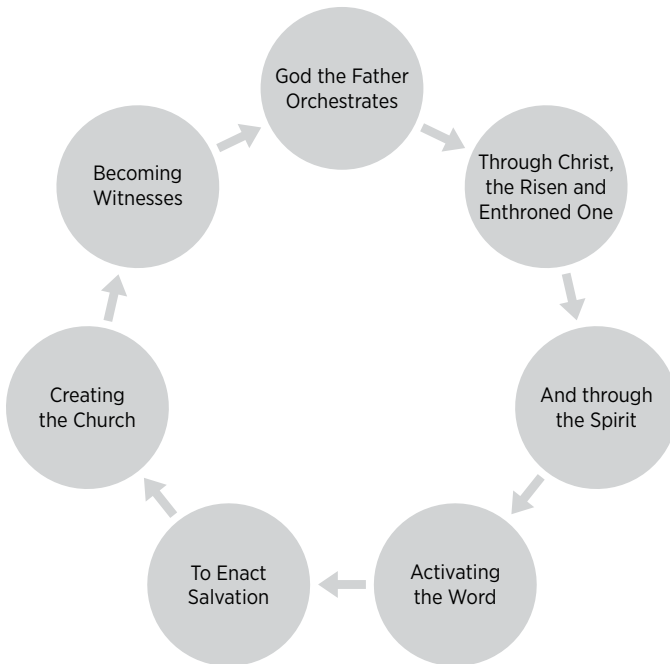 God the Father
Orchestrates
Through Christ,
the Risen and
Enthroned One
And through
the Spirit
Activating
the Word
To Enact
Salvation
Creating
the Church
Becoming
Witnesses